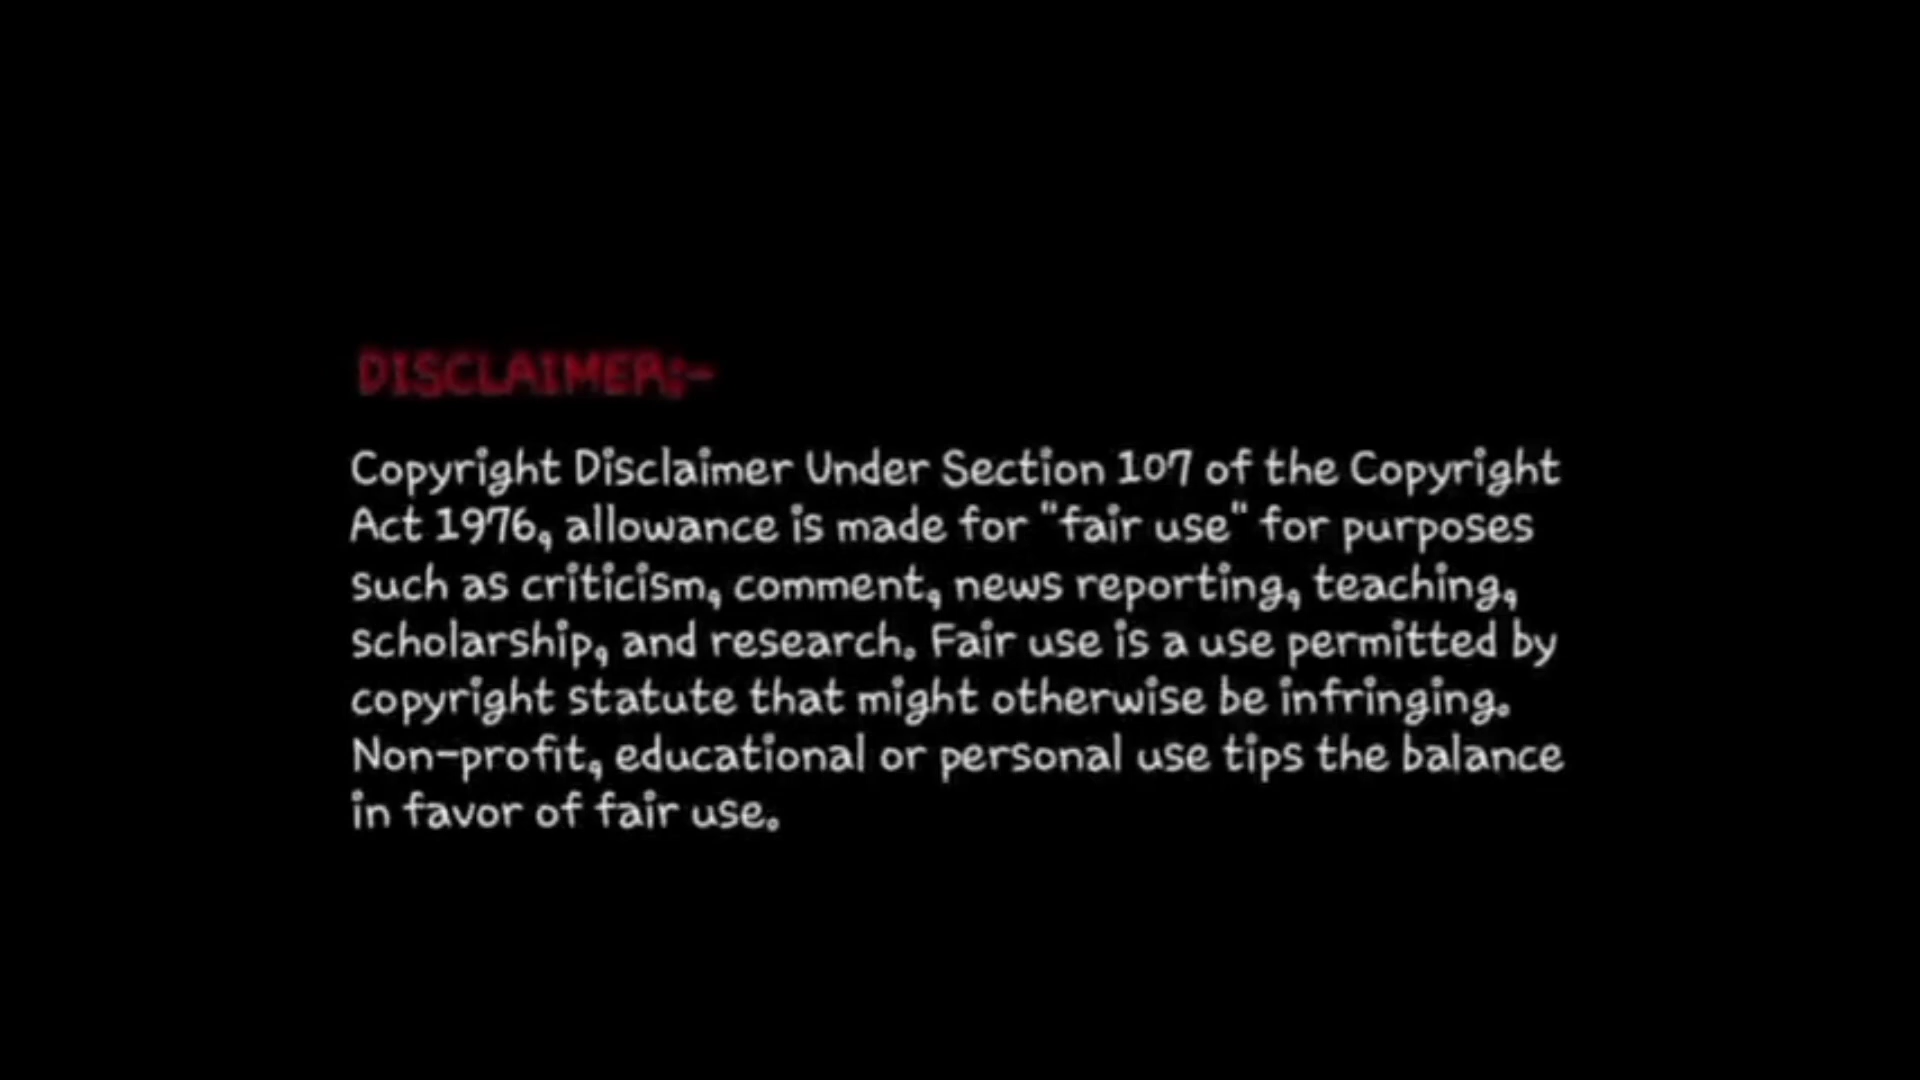 DISCLAIMER:-
Copyright Disclaimer Under Section 107 of the Copyright
Act 1976, allowance is made for "fair use" for purposes
such as criticism, comment, news reporting, teaching,
scholarship, and research. Fair use is a use permitted by
copyright statute that might otherwise be infringing.
Non-profit, educational or personal use tips the balance
in favor of fair use.